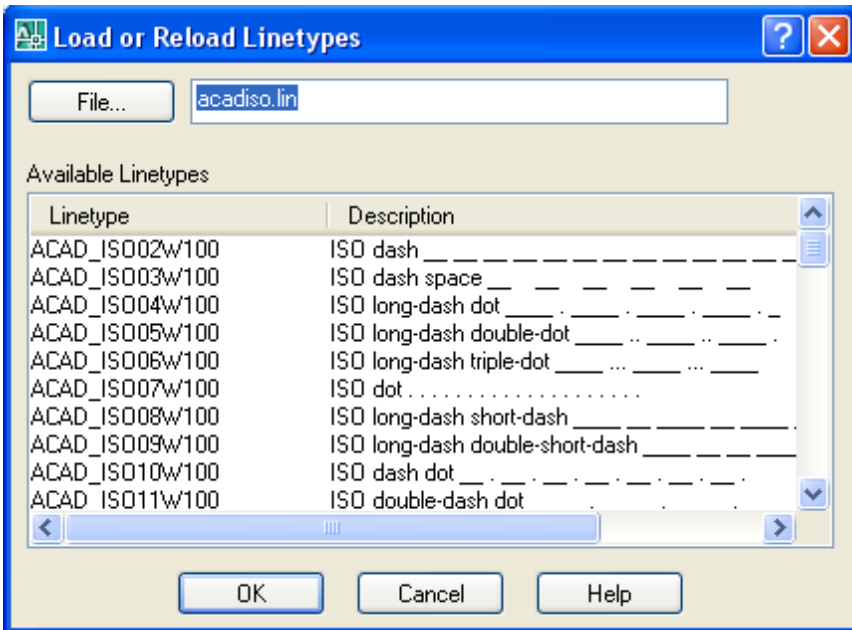 Load or Reload Linetypes
File...
acadiso.lin
Available Linetypes
Linetype Description
ACAD_ISO02W100 ISO dash __ __ __ __ __ __ __ __ __ __ __ __ __
ACAD_ISO03W100 ISO dash space __ __ __ __ __ __
ACAD_ISO04W100 ISO long-dash dot ____ . ____ . ____ . ____ . _
ACAD_ISO05W100 ISO long-dash double-dot ____ .. ____ .. ____ .
ACAD_ISO06W100 ISO long-dash triple-dot ____ ... ____ ... ____
ACAD_ISO07W100 ISO dot . . . . . . . . . . . . . . . . . . . .
ACAD_ISO08W100 ISO long-dash short-dash ____ __ ____ __ ____ _
ACAD_ISO09W100 ISO long-dash double-short-dash ____ __ __ ____
ACAD_ISO10W100 ISO dash dot __ . __ . __ . __ . __ . __ . __ .
ACAD_ISO11W100 ISO double-dash dot
OK
Cancel
Help